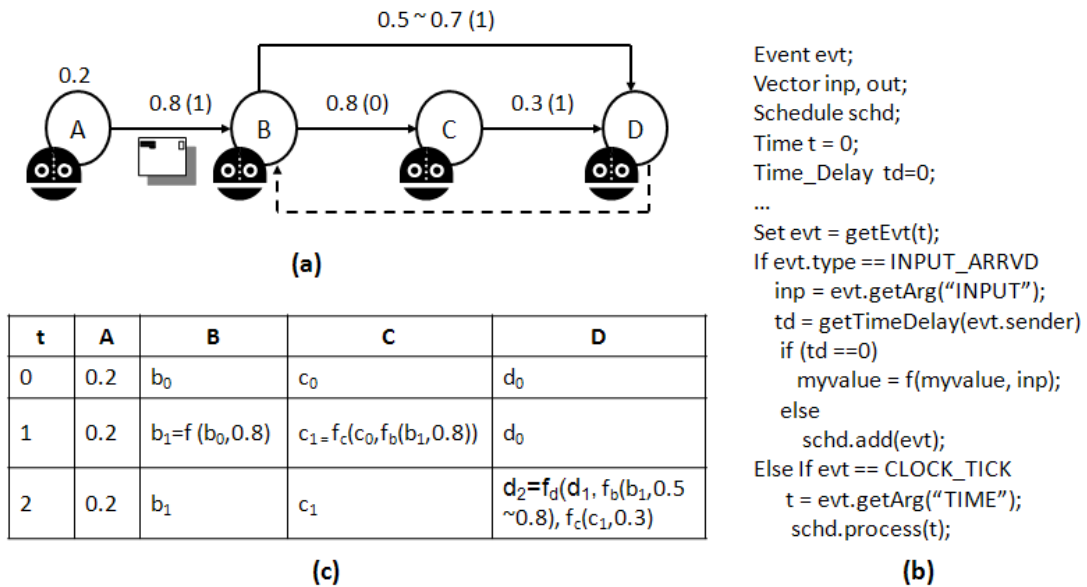 0.5 ~ 0.7 (1)
0.2
0.8 (1)
0.8 (0)
0.3 (1)
A
B
C
D
(a)
t A B C D
0 0.2 b₀ c₀ d₀
1 0.2 b₁=f (b₀,0.8) c₁ = f꜀(c₀,f_b(b₁,0.8)) d₀
2 0.2 b₁ c₁ d₂=f_d(d₁, f_b(b₁,0.5
~0.8), f꜀(c₁,0.3)
(c)
Event evt;
Vector inp, out;
Schedule schd;
Time t = 0;
Time_Delay td=0;
...
Set evt = getEvt(t);
If evt.type == INPUT_ARRVD
inp = evt.getArg(“INPUT”);
td = getTimeDelay(evt.sender)
if (td ==0)
myvalue = f(myvalue, inp);
else
schd.add(evt);
Else If evt == CLOCK_TICK
t = evt.getArg(“TIME”);
schd.process(t);
(b)